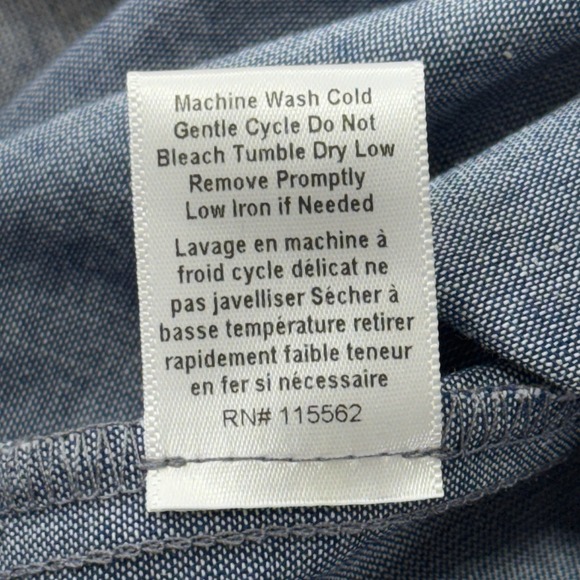 Machine Wash Cold
Gentle Cycle Do Not
Bleach Tumble Dry Low
Remove Promptly
Low Iron if Needed
Lavage en machine à
froid cycle délicat ne
pas javelliser Sécher à
basse température retirer
rapidement faible teneur
en fer si nécessaire
RN# 115562